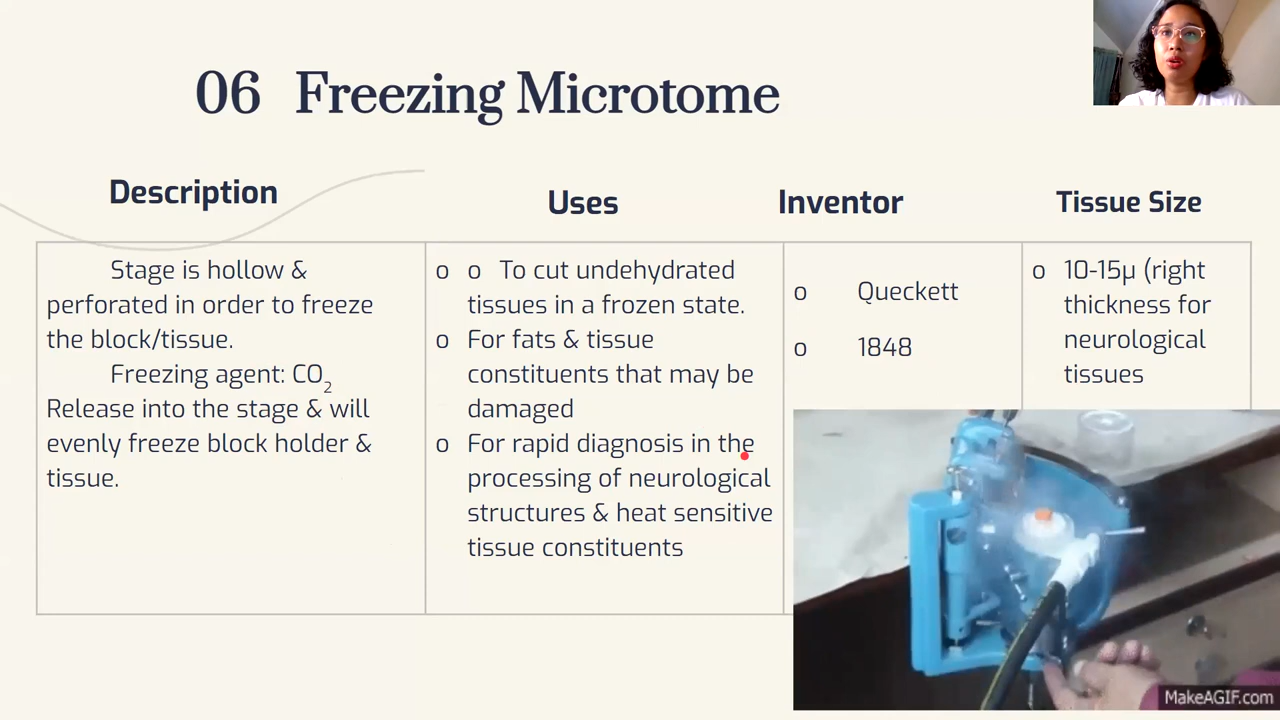 06 Freezing Microtome
Description
Uses
Inventor
Tissue Size
Stage is hollow &
perforated in order to freeze
the block/tissue.
Freezing agent: CO2
Release into the stage & will
evenly freeze block holder &
tissue.
o o To cut undehydrated
tissues in a frozen state.
o For fats & tissue
constituents that may be
damaged
o For rapid diagnosis in the
processing of neurological
structures & heat sensitive
tissue constituents
o Queckett
o 1848
o 10-15µ (right
thickness for
neurological
tissues
MakeAGIF.com